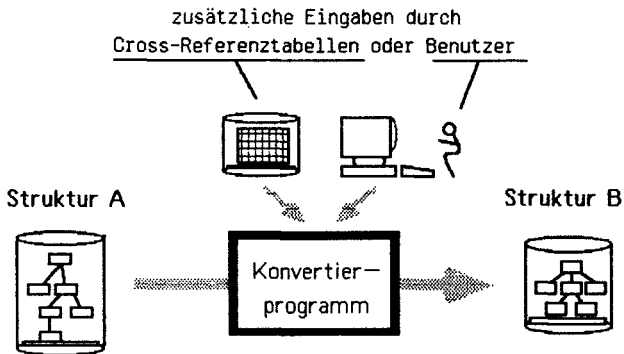 zusätzliche Eingaben durch
Cross-Referenztabellen oder Benutzer
Struktur A
Struktur B
Konvertier-
programm